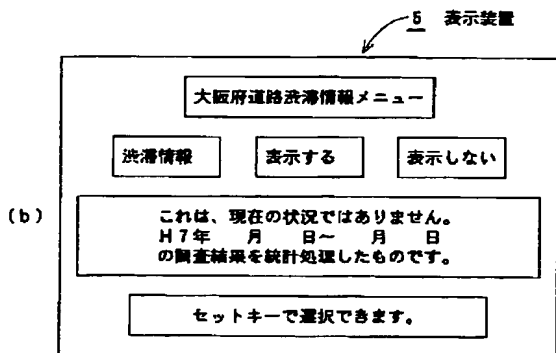 5 表示装置
大阪府道路渋滞情報メニュー
渋滞情報 表示する 表示しない
(b)
これは、現在の状況ではありません。
H7年 月 日~ 月 日
の調査結果を統計処理したものです。
セットキーで選択できます。